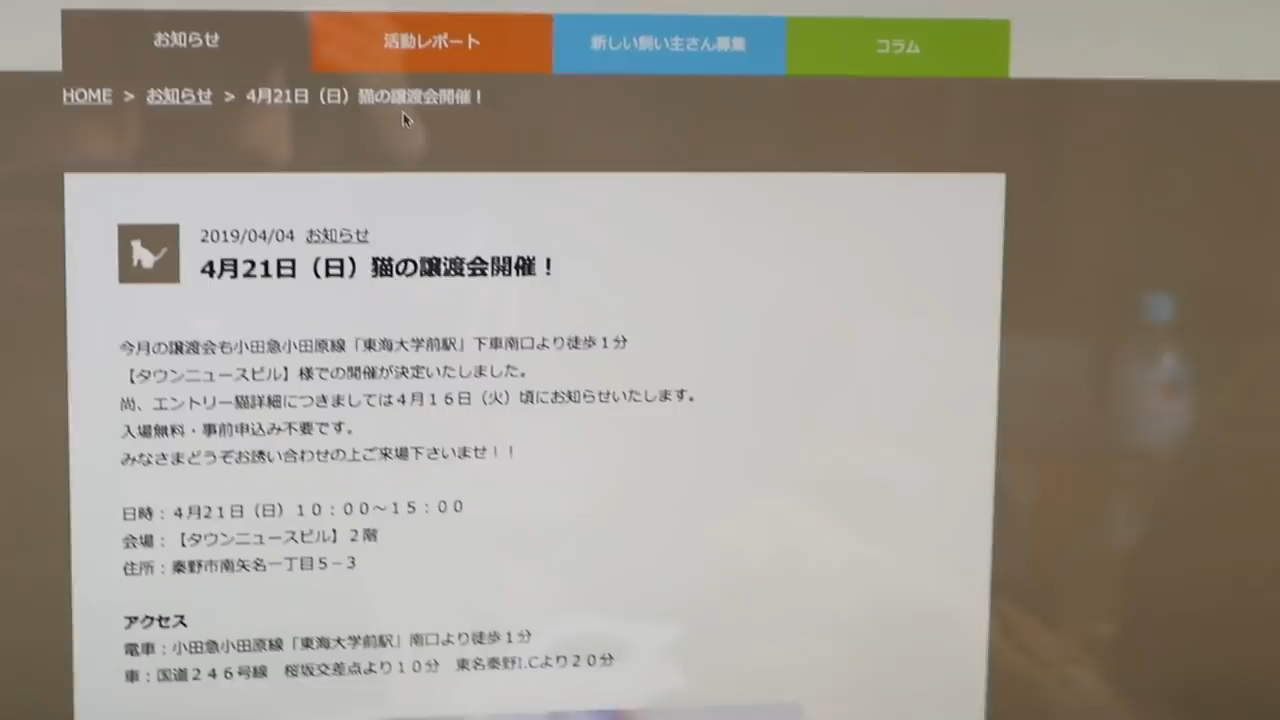 お知らせ
活動レポート
新しい飼い主さん募集
コラム
HOME > お知らせ > 4月21日（日）猫の譲渡会開催！
2019/04/04 お知らせ
4月21日（日）猫の譲渡会開催！
今月の譲渡会も小田急小田原線「東海大学前駅」下車南口より徒歩１分
【タウンニュースビル】様での開催が決定いたしました。
尚、エントリー猫詳細につきましては４月１６日（火）頃にお知らせいたします。
入場無料・事前申込み不要です。
みなさまどうぞお誘い合わせの上ご来場下さいませ！！
日時：４月２１日（日）１０：００～１５：００
会場：【タウンニュースビル】２階
住所：秦野市南矢名一丁目５－３
アクセス
電車：小田急小田原線「東海大学前駅」南口より徒歩１分
車：国道２４６号線　桜坂交差点より１０分　東名秦野I.Cより２０分